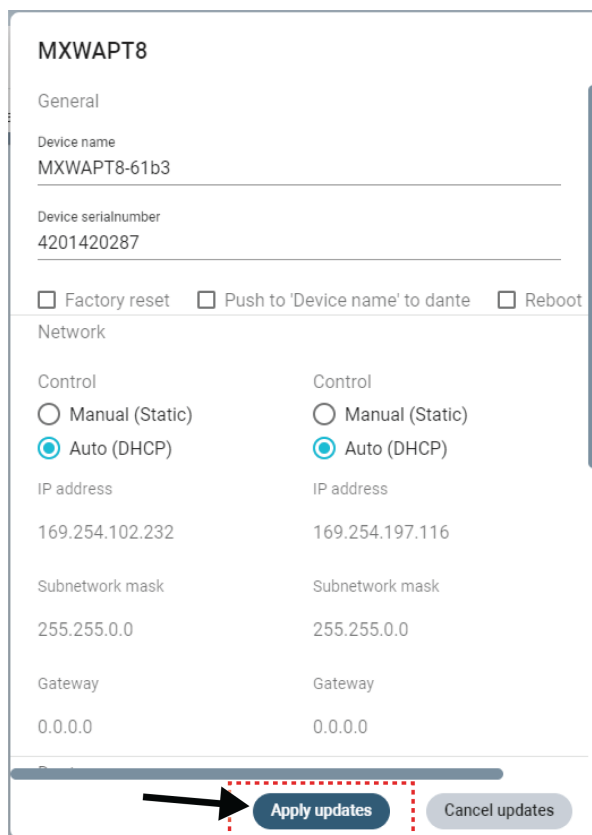 MXWAPT8
General
Device name
MXWAPT8-61b3
Device serialnumber
4201420287
Factory reset Push to 'Device name' to dante Reboot
Network
Control Control
Manual (Static) Manual (Static)
Auto (DHCP) Auto (DHCP)
IP address IP address
169.254.102.232 169.254.197.116
Subnetwork mask Subnetwork mask
255.255.0.0 255.255.0.0
Gateway Gateway
0.0.0.0 0.0.0.0
Apply updates Cancel updates